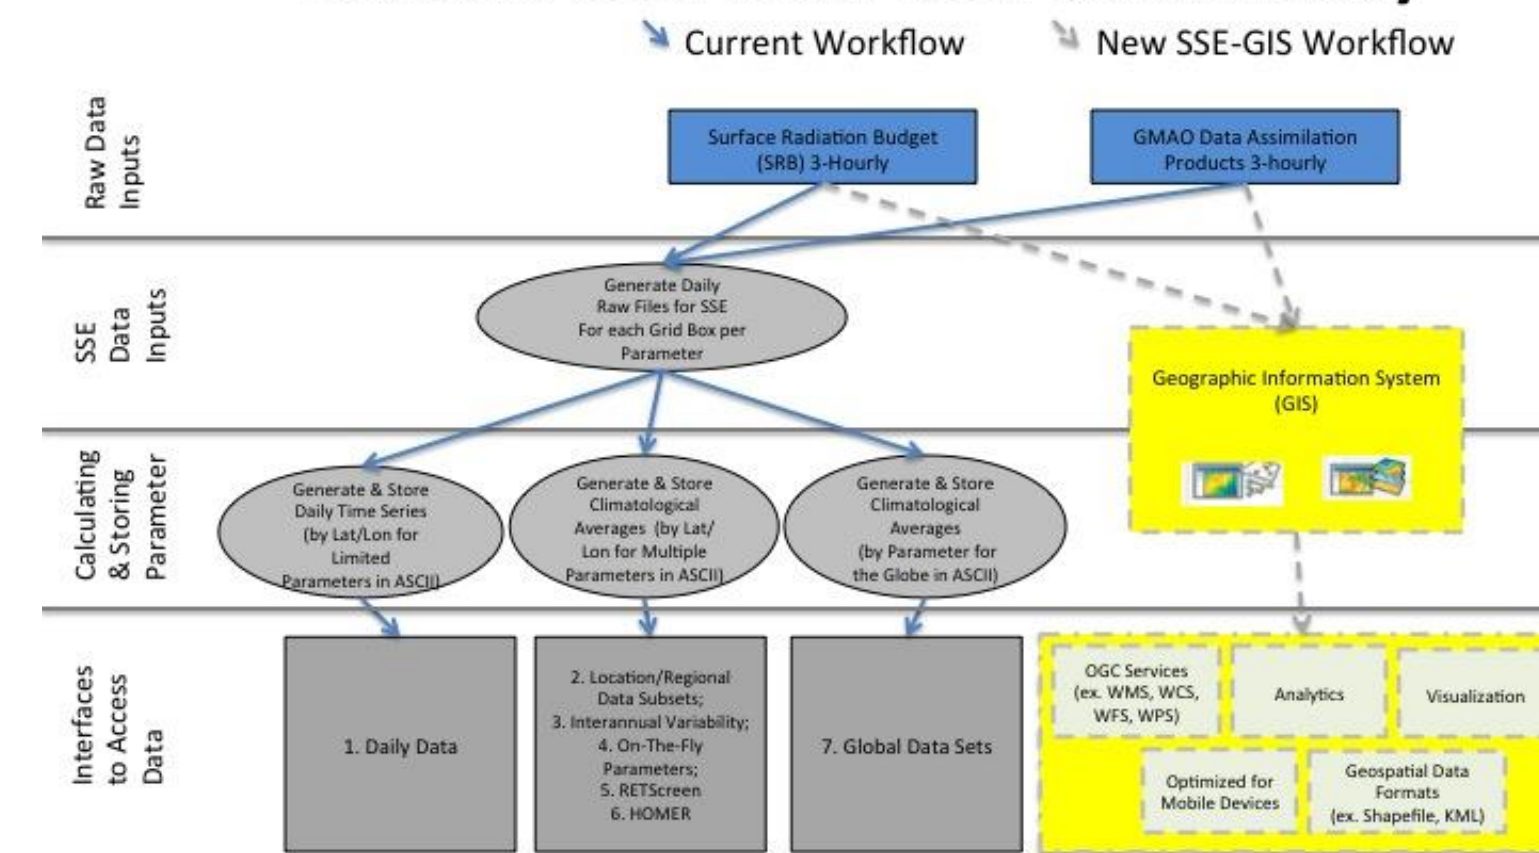 Current Workflow
New SSE-GIS Workflow
Raw Data
Inputs
Surface Radiation Budget
(SRB) 3-Hourly
GMAO Data Assimilation
Products 3-hourly
SSE
Data
Inputs
Generate Daily
Raw Files for SSE
For each Grid Box per
Parameter
Geographic Information System
(GIS)
Calculating
& Storing
Parameter
Generate & Store
Daily Time Series
(by Lat/Lon for
Limited
Parameters in ASCII)
Generate & Store
Climatological
Averages (by Lat/
Lon for Multiple
Parameters in ASCII)
Generate & Store
Climatological
Averages
(by Parameter for
the Globe in ASCII)
Interfaces
to Access
Data
1. Daily Data
2. Location/Regional
Data Subsets;
3. Interannual Variability;
4. On-The-Fly
Parameters;
5. RETScreen
6. HOMER
7. Global Data Sets
OGC Services
(ex. WMS, WCS,
WFS, WPS)
Analytics
Visualization
Optimized for
Mobile Devices
Geospatial Data
Formats
(ex. Shapefile, KML)